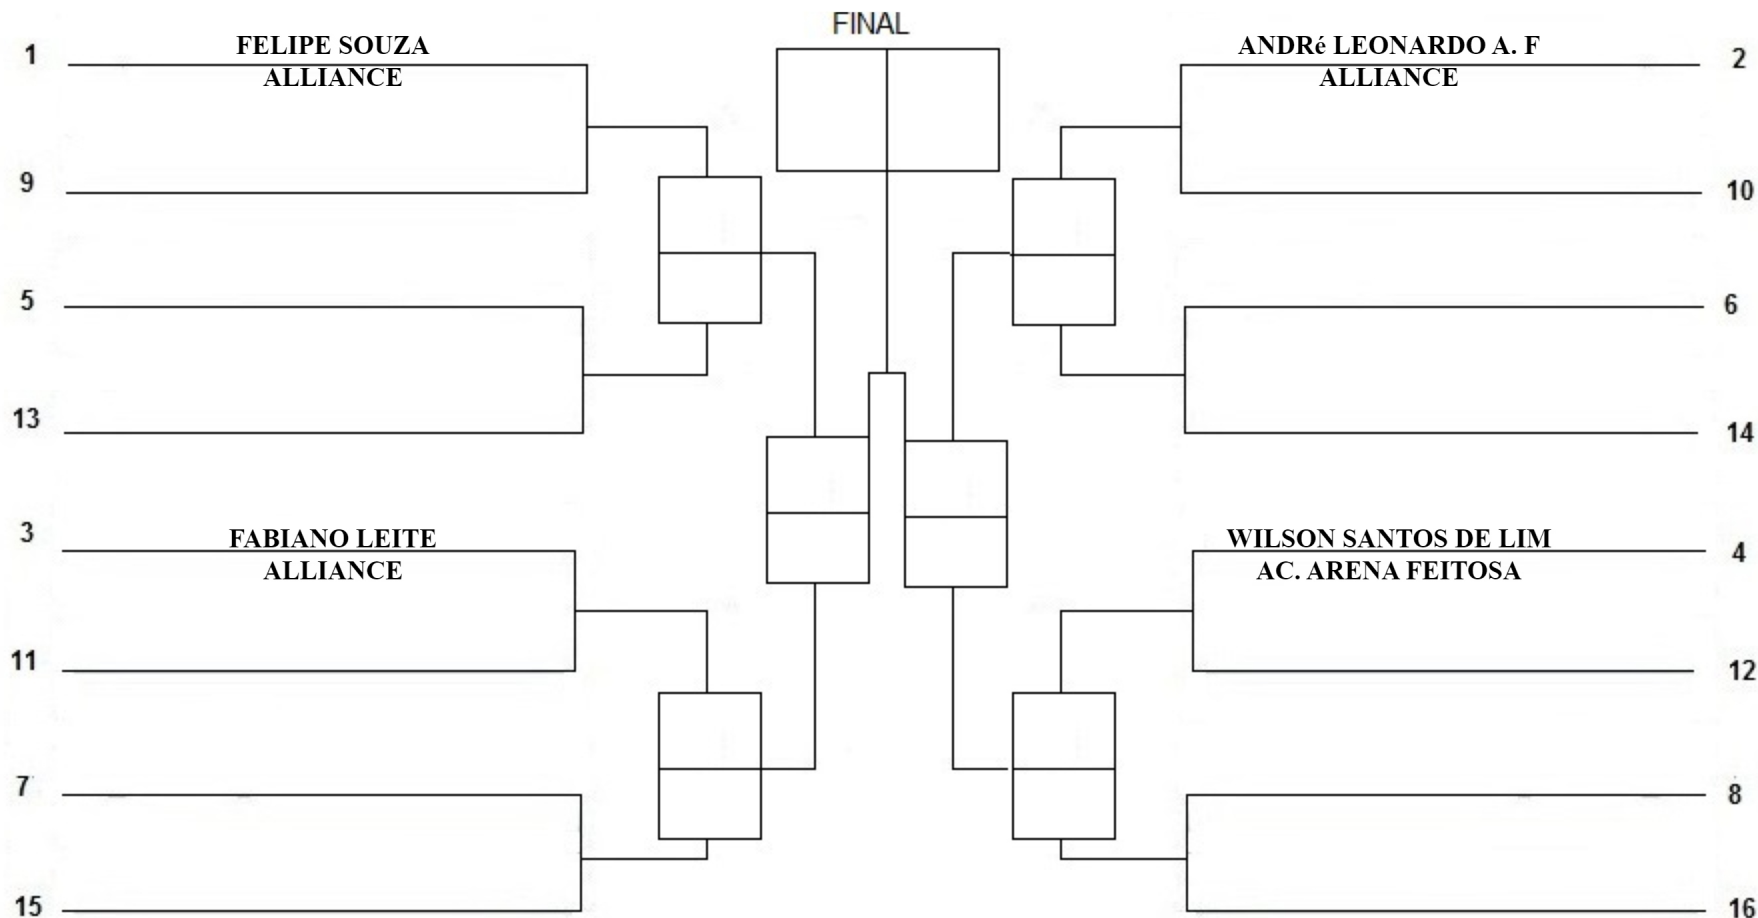 FINAL
1
FELIPE SOUZA
ALLIANCE
9
5
13
3
FABIANO LEITE
ALLIANCE
11
7
15
ANDRé LEONARDO A. F
2
ALLIANCE
10
6
14
WILSON SANTOS DE LIM
4
AC. ARENA FEITOSA
12
8
16